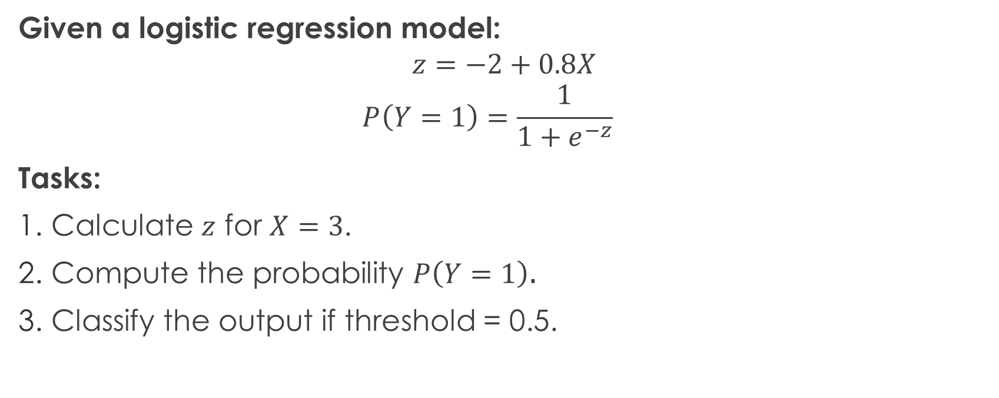 Given a logistic regression model:
z = −2 + 0.8X
P(Y = 1) = 1 / (1 + e^−z)
Tasks:
1. Calculate z for X = 3.
2. Compute the probability P(Y = 1).
3. Classify the output if threshold = 0.5.